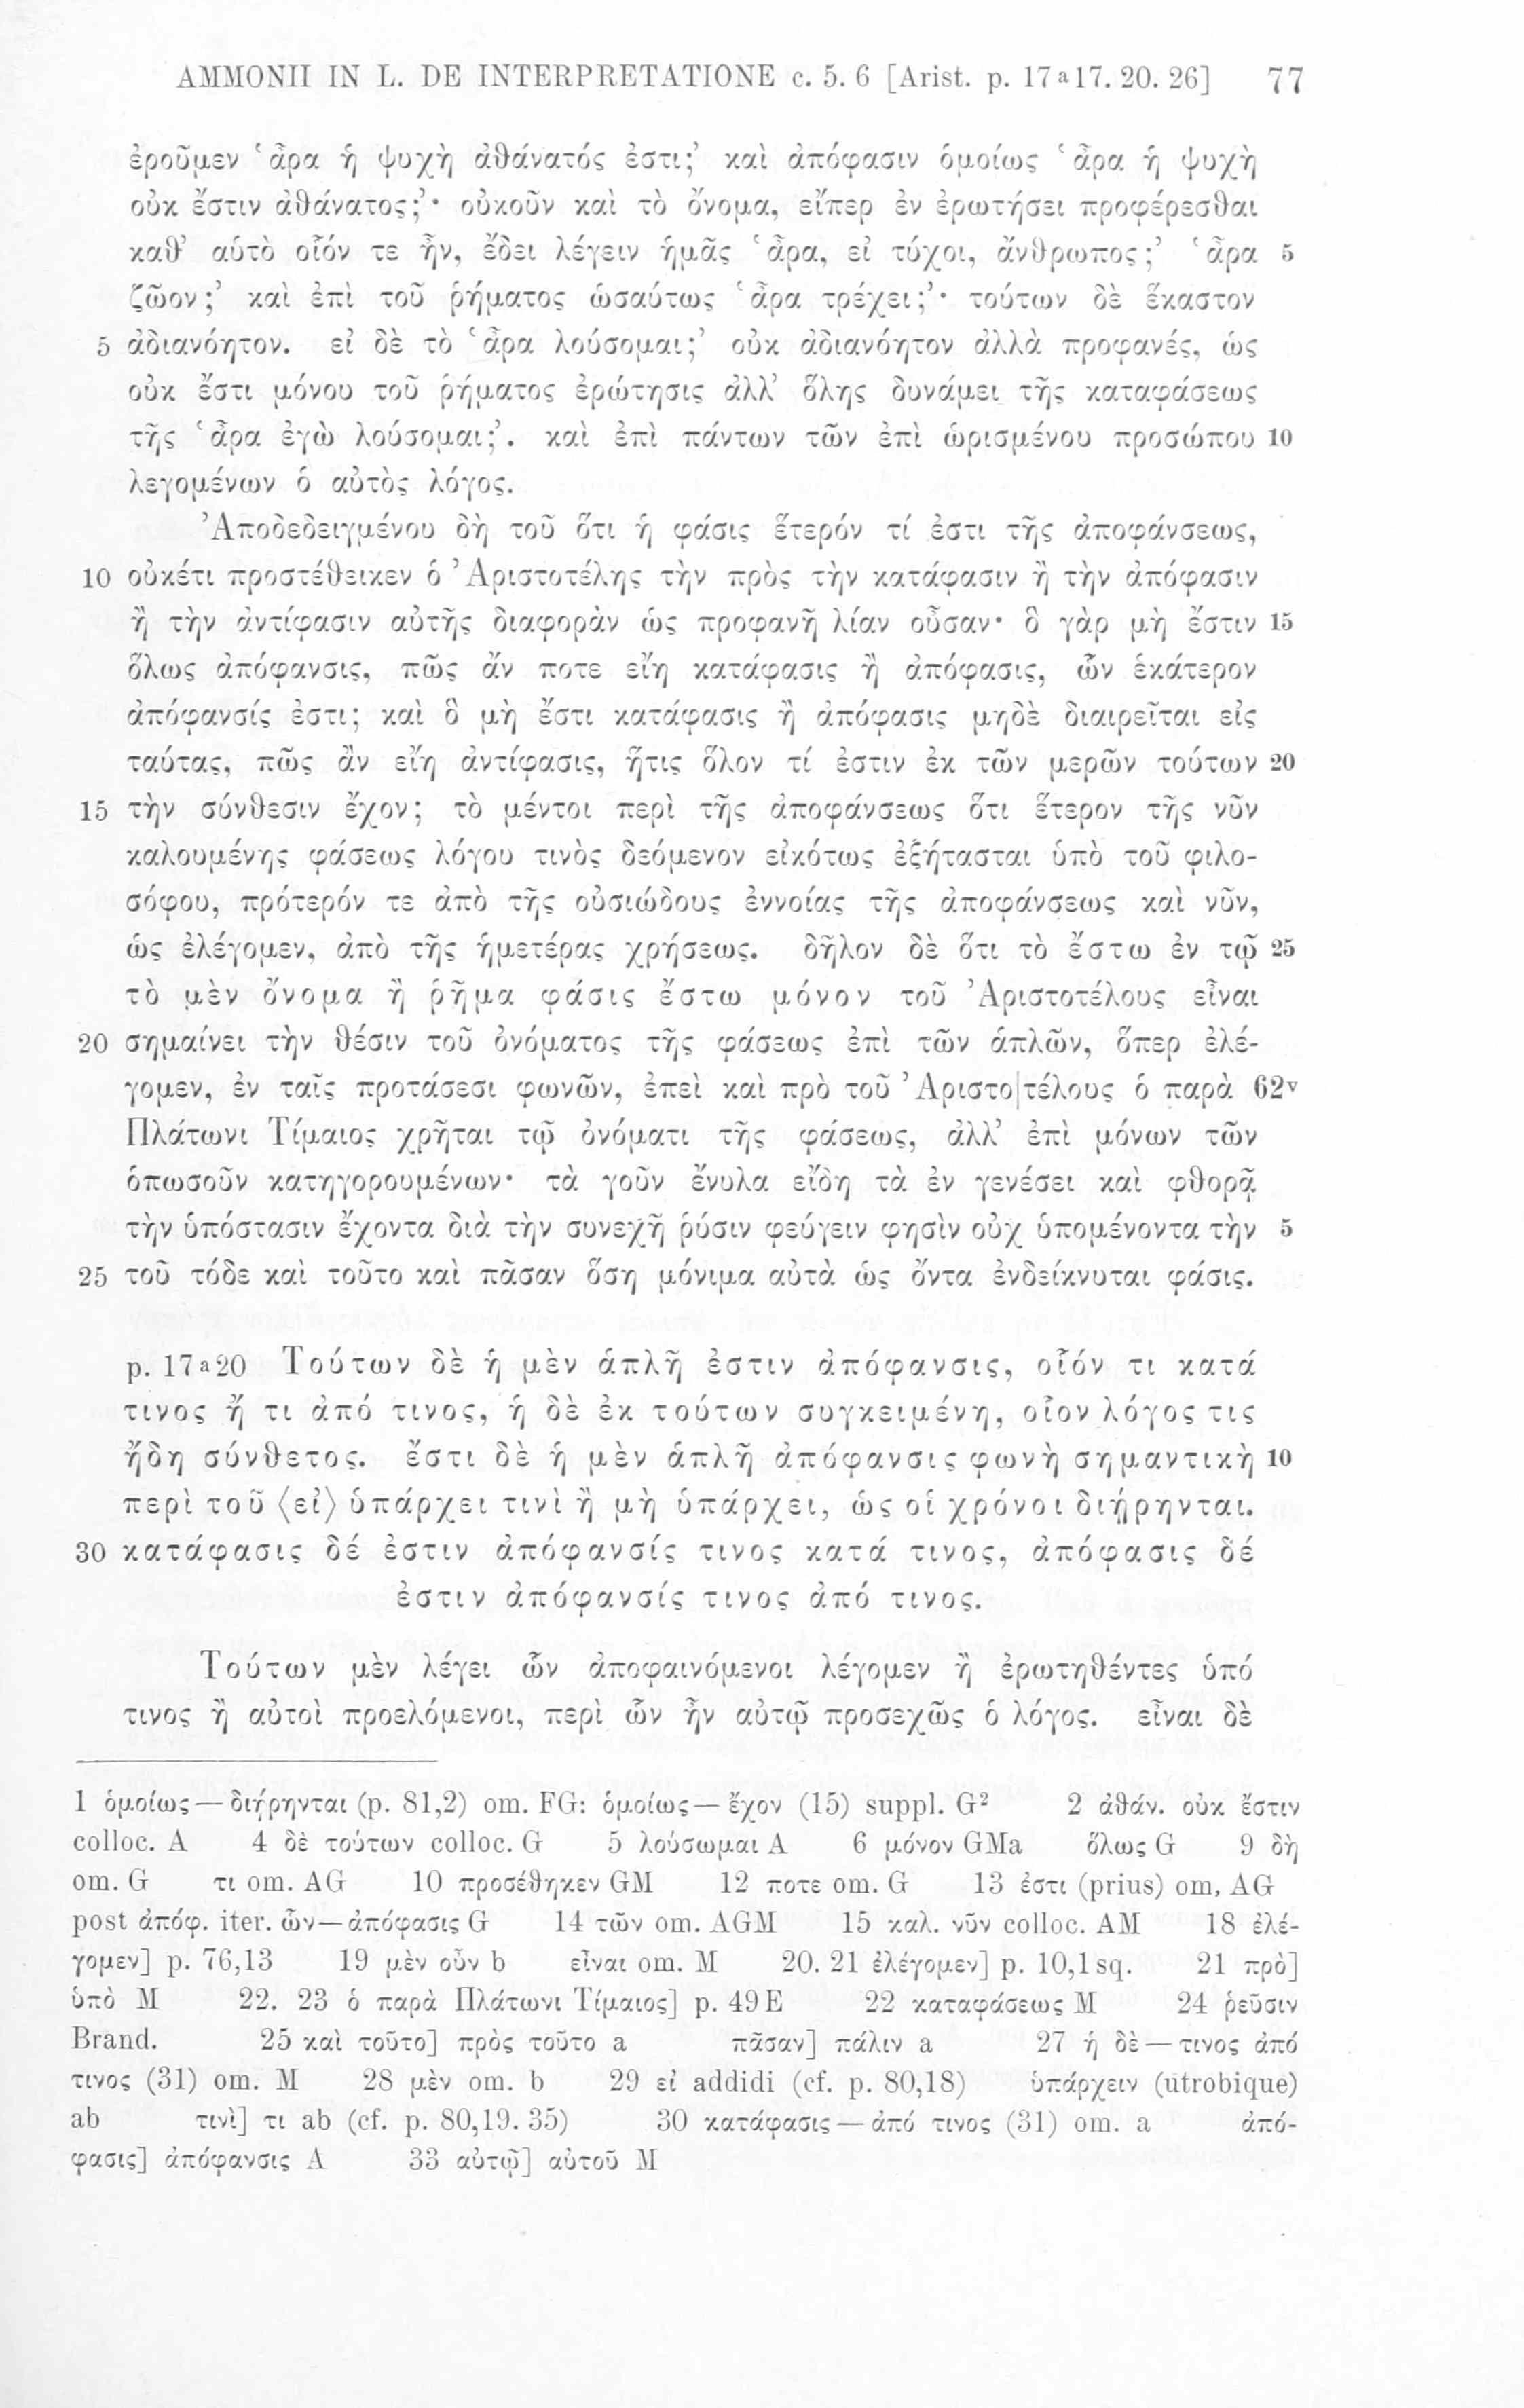 AMMONII IN L. DE INTERPRETATIONE c. 5. 6 [Arist. p. 17ᵃ17. 20. 26] 77
ἐροῦμεν ‘ἆρα ἡ ψυχὴ ἀθάνατός ἐστι;’ καὶ ἀπόφασιν ὁμοίως ‘ἆρα ἡ ψυχὴ
οὐκ ἔστιν ἀθάνατος;’· οὐκοῦν καὶ τὸ ὄνομα, εἴπερ ἐν ἐρωτήσει προφέρεσθαι
καθ’ αὑτὸ οἷόν τε ἦν, ἔδει λέγειν ἡμᾶς ‘ἆρα, εἰ τύχοι, ἄνθρωπος;’ ‘ἆρα 5
ζῶον;’ καὶ ἐπὶ τοῦ ῥήματος ὡσαύτως ‘ἆρα τρέχει;’· τούτων δὲ ἕκαστον
5 ἀδιανόητον. εἰ δὲ τὸ ‘ἆρα λούσομαι;’ οὐκ ἀδιανόητον ἀλλὰ προφανές, ὡς
οὐκ ἔστι μόνου τοῦ ῥήματος ἐρώτησις ἀλλ’ ὅλης δυνάμει τῆς καταφάσεως
τῆς ‘ἆρα ἐγὼ λούσομαι;’. καὶ ἐπὶ πάντων τῶν ἐπὶ ὡρισμένου προσώπου 10
λεγομένων ὁ αὐτὸς λόγος.
Ἀποδεδειγμένου δὴ τοῦ ὅτι ἡ φάσις ἕτερόν τί ἐστι τῆς ἀποφάνσεως,
10 οὐκέτι προστέθεικεν ὁ Ἀριστοτέλης τὴν πρὸς τὴν κατάφασιν ἢ τὴν ἀπόφασιν
ἢ τὴν ἀντίφασιν αὐτῆς διαφορὰν ὡς προφανῆ λίαν οὖσαν· ὃ γὰρ μὴ ἔστιν 15
ὅλως ἀπόφανσις, πῶς ἄν ποτε εἴη κατάφασις ἢ ἀπόφασις, ὧν ἑκάτερον
ἀπόφανσίς ἐστι; καὶ ὃ μὴ ἔστι κατάφασις ἢ ἀπόφασις μηδὲ διαιρεῖται εἰς
ταύτας, πῶς ἂν εἴη ἀντίφασις, ἥτις ὅλον τί ἐστιν ἐκ τῶν μερῶν τούτων 20
15 τὴν σύνθεσιν ἔχον; τὸ μέντοι περὶ τῆς ἀποφάνσεως ὅτι ἕτερον τῆς νῦν
καλουμένης φάσεως λόγου τινὸς δεόμενον εἰκότως ἐξήτασται ὑπὸ τοῦ φιλο-
σόφου, πρότερόν τε ἀπὸ τῆς οὐσιώδους ἐννοίας τῆς ἀποφάνσεως καὶ νῦν,
ὡς ἐλέγομεν, ἀπὸ τῆς ἡμετέρας χρήσεως. δῆλον δὲ ὅτι τὸ ἔστω ἐν τῷ 25
τὸ μὲν ὄνομα ἢ ῥῆμα φάσις ἔστω μόνον τοῦ Ἀριστοτέλους εἶναι
20 σημαίνει τὴν θέσιν τοῦ ὀνόματος τῆς φάσεως ἐπὶ τῶν ἁπλῶν, ὅπερ ἐλέ-
γομεν, ἐν ταῖς προτάσεσι φωνῶν, ἐπεὶ καὶ πρὸ τοῦ Ἀριστο|τέλους ὁ παρὰ 62ᵛ
Πλάτωνι Τίμαιος χρῆται τῷ ὀνόματι τῆς φάσεως, ἀλλ’ ἐπὶ μόνων τῶν
ὁπωσοῦν κατηγορουμένων· τὰ γοῦν ἔνυλα εἴδη τὰ ἐν γενέσει καὶ φθορᾷ
τὴν ὑπόστασιν ἔχοντα διὰ τὴν συνεχῆ ῥύσιν φεύγειν φησὶν οὐχ ὑπομένοντα τὴν 5
25 τοῦ τόδε καὶ τοῦτο καὶ πᾶσαν ὅση μόνιμα αὐτὰ ὡς ὄντα ἐνδείκνυται φάσις.
p. 17ᵃ20 Τούτων δὲ ἡ μὲν ἁπλῆ ἐστιν ἀπόφανσις, οἷόν τι κατά
τινος ἤ τι ἀπό τινος, ἡ δὲ ἐκ τούτων συγκειμένη, οἷον λόγος τις
ἤδη σύνθετος. ἔστι δὲ ἡ μὲν ἁπλῆ ἀπόφανσις φωνὴ σημαντικὴ 10
περὶ τοῦ ⟨εἰ⟩ ὑπάρχει τινὶ ἢ μὴ ὑπάρχει, ὡς οἱ χρόνοι διῄρηνται.
30 κατάφασις δέ ἐστιν ἀπόφανσίς τινος κατά τινος, ἀπόφασις δέ
ἐστιν ἀπόφανσίς τινος ἀπό τινος.
Τούτων μὲν λέγει ὧν ἀποφαινόμενοι λέγομεν ἢ ἐρωτηθέντες ὑπό
τινος ἢ αὐτοὶ προελόμενοι, περὶ ὧν ἦν αὐτῷ προσεχῶς ὁ λόγος. εἶναι δὲ
1 ὁμοίως—διῄρηνται (p. 81,2) om. FG: ὁμοίως—ἔχον (15) suppl. G² 2 ἀθάν. οὐκ ἔστιν
colloc. A 4 δὲ τούτων colloc. G 5 λούσωμαι A 6 μόνον GMa ὅλως G 9 δὴ
om. G τι om. AG 10 προσέθηκεν GM 12 ποτε om. G 13 ἐστι (prius) om, AG
post ἀπόφ. iter. ὧν—ἀπόφασις G 14 τῶν om. AGM 15 καλ. νῦν colloc. AM 18 ἐλέ-
γομεν] p. 76,13 19 μὲν οὖν b εἶναι om. M 20. 21 ἐλέγομεν] p. 10,1 sq. 21 πρὸ]
ὑπὸ M 22. 23 ὁ παρὰ Πλάτωνι Τίμαιος] p. 49 E 22 καταφάσεως M 24 ῥεῦσιν
Brand. 25 καὶ τοῦτο] πρὸς τοῦτο a πᾶσαν] πάλιν a 27 ἡ δὲ—τινος ἀπό
τινος (31) om. M 28 μὲν om. b 29 εἰ addidi (cf. p. 80,18) ὑπάρχειν (utrobique)
ab τινὶ] τι ab (cf. p. 80,19. 35) 30 κατάφασις—ἀπό τινος (31) om. a ἀπό-
φασις] ἀπόφανσις A 33 αὐτῷ] αὐτοῦ M